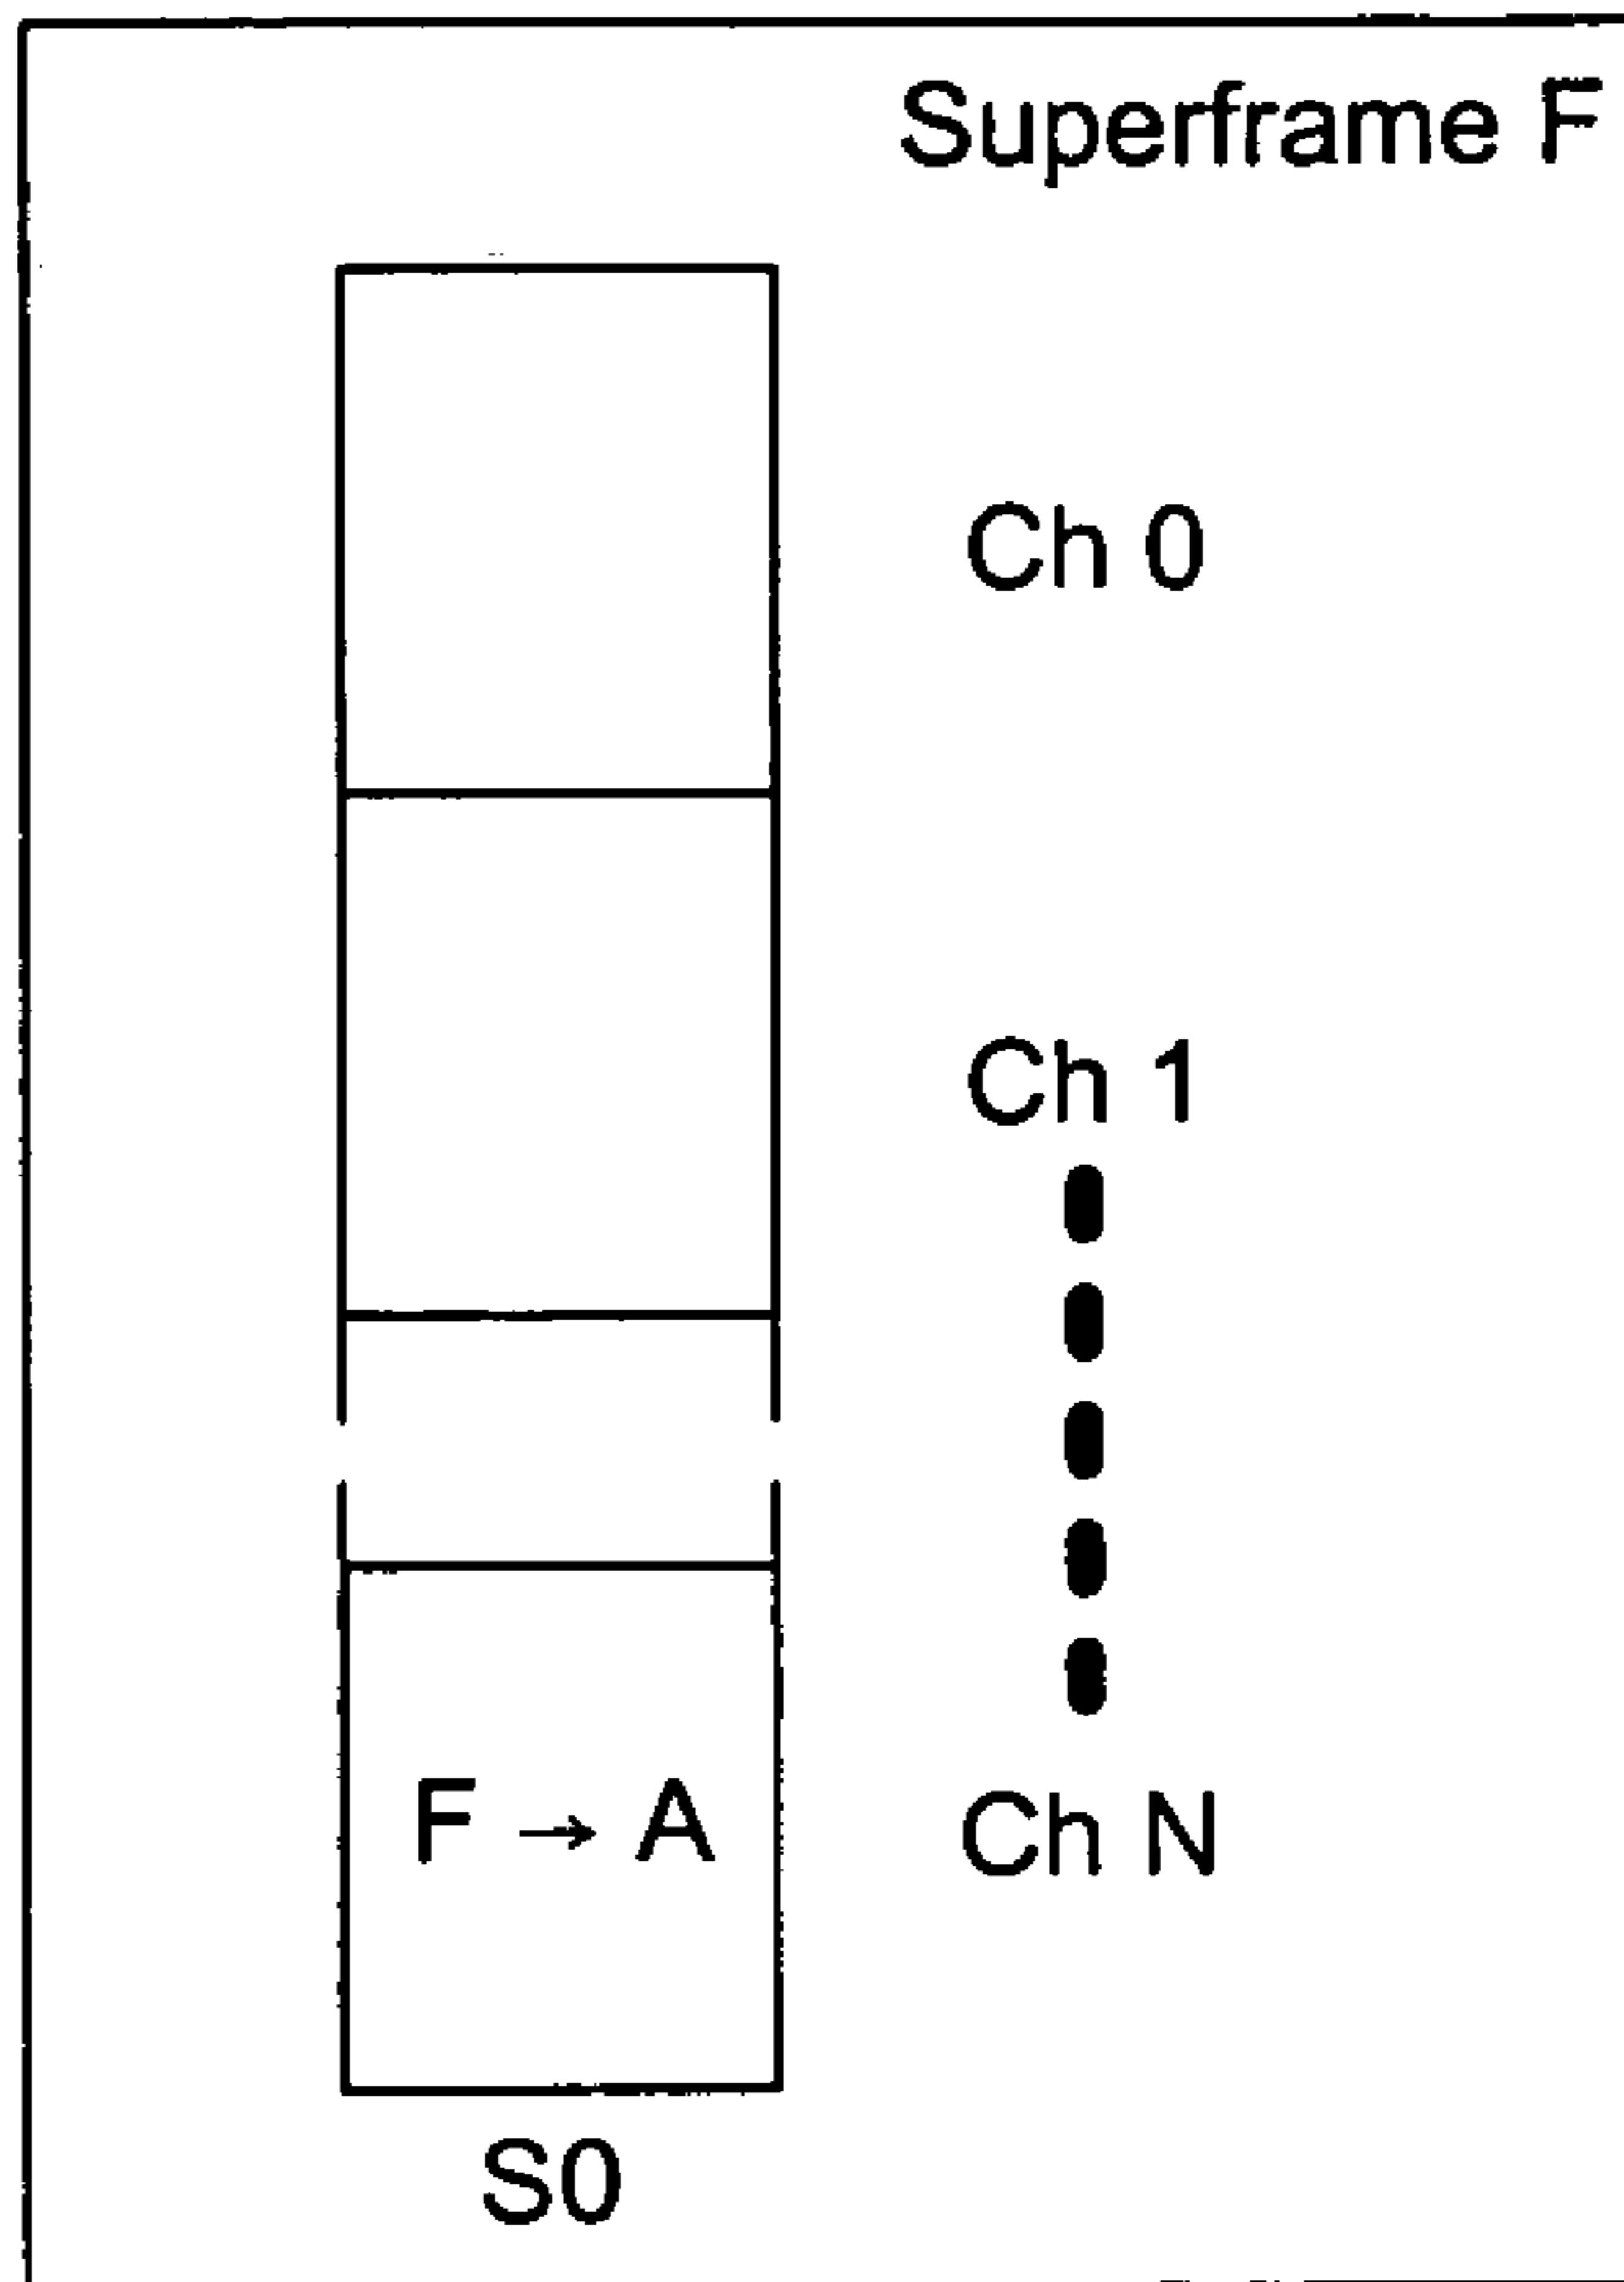 Superframe F
Ch 0
Ch 1
F → A
Ch N
S0